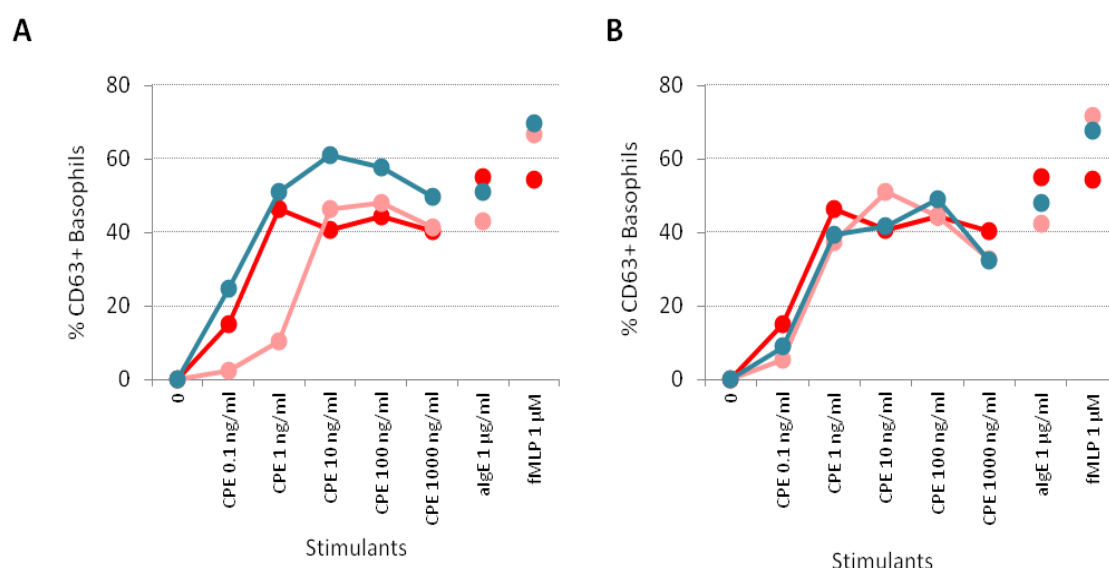 A
% CD63+ Basophils
80
60
40
20
0
0
CPE 0.1 ng/ml
CPE 1 ng/ml
CPE 10 ng/ml
CPE 100 ng/ml
CPE 1000 ng/ml
aIgE 1 µg/ml
fMLP 1 µM
Stimulants
B
% CD63+ Basophils
80
60
40
20
0
0
CPE 0.1 ng/ml
CPE 1 ng/ml
CPE 10 ng/ml
CPE 100 ng/ml
CPE 1000 ng/ml
aIgE 1 µg/ml
fMLP 1 µM
Stimulants